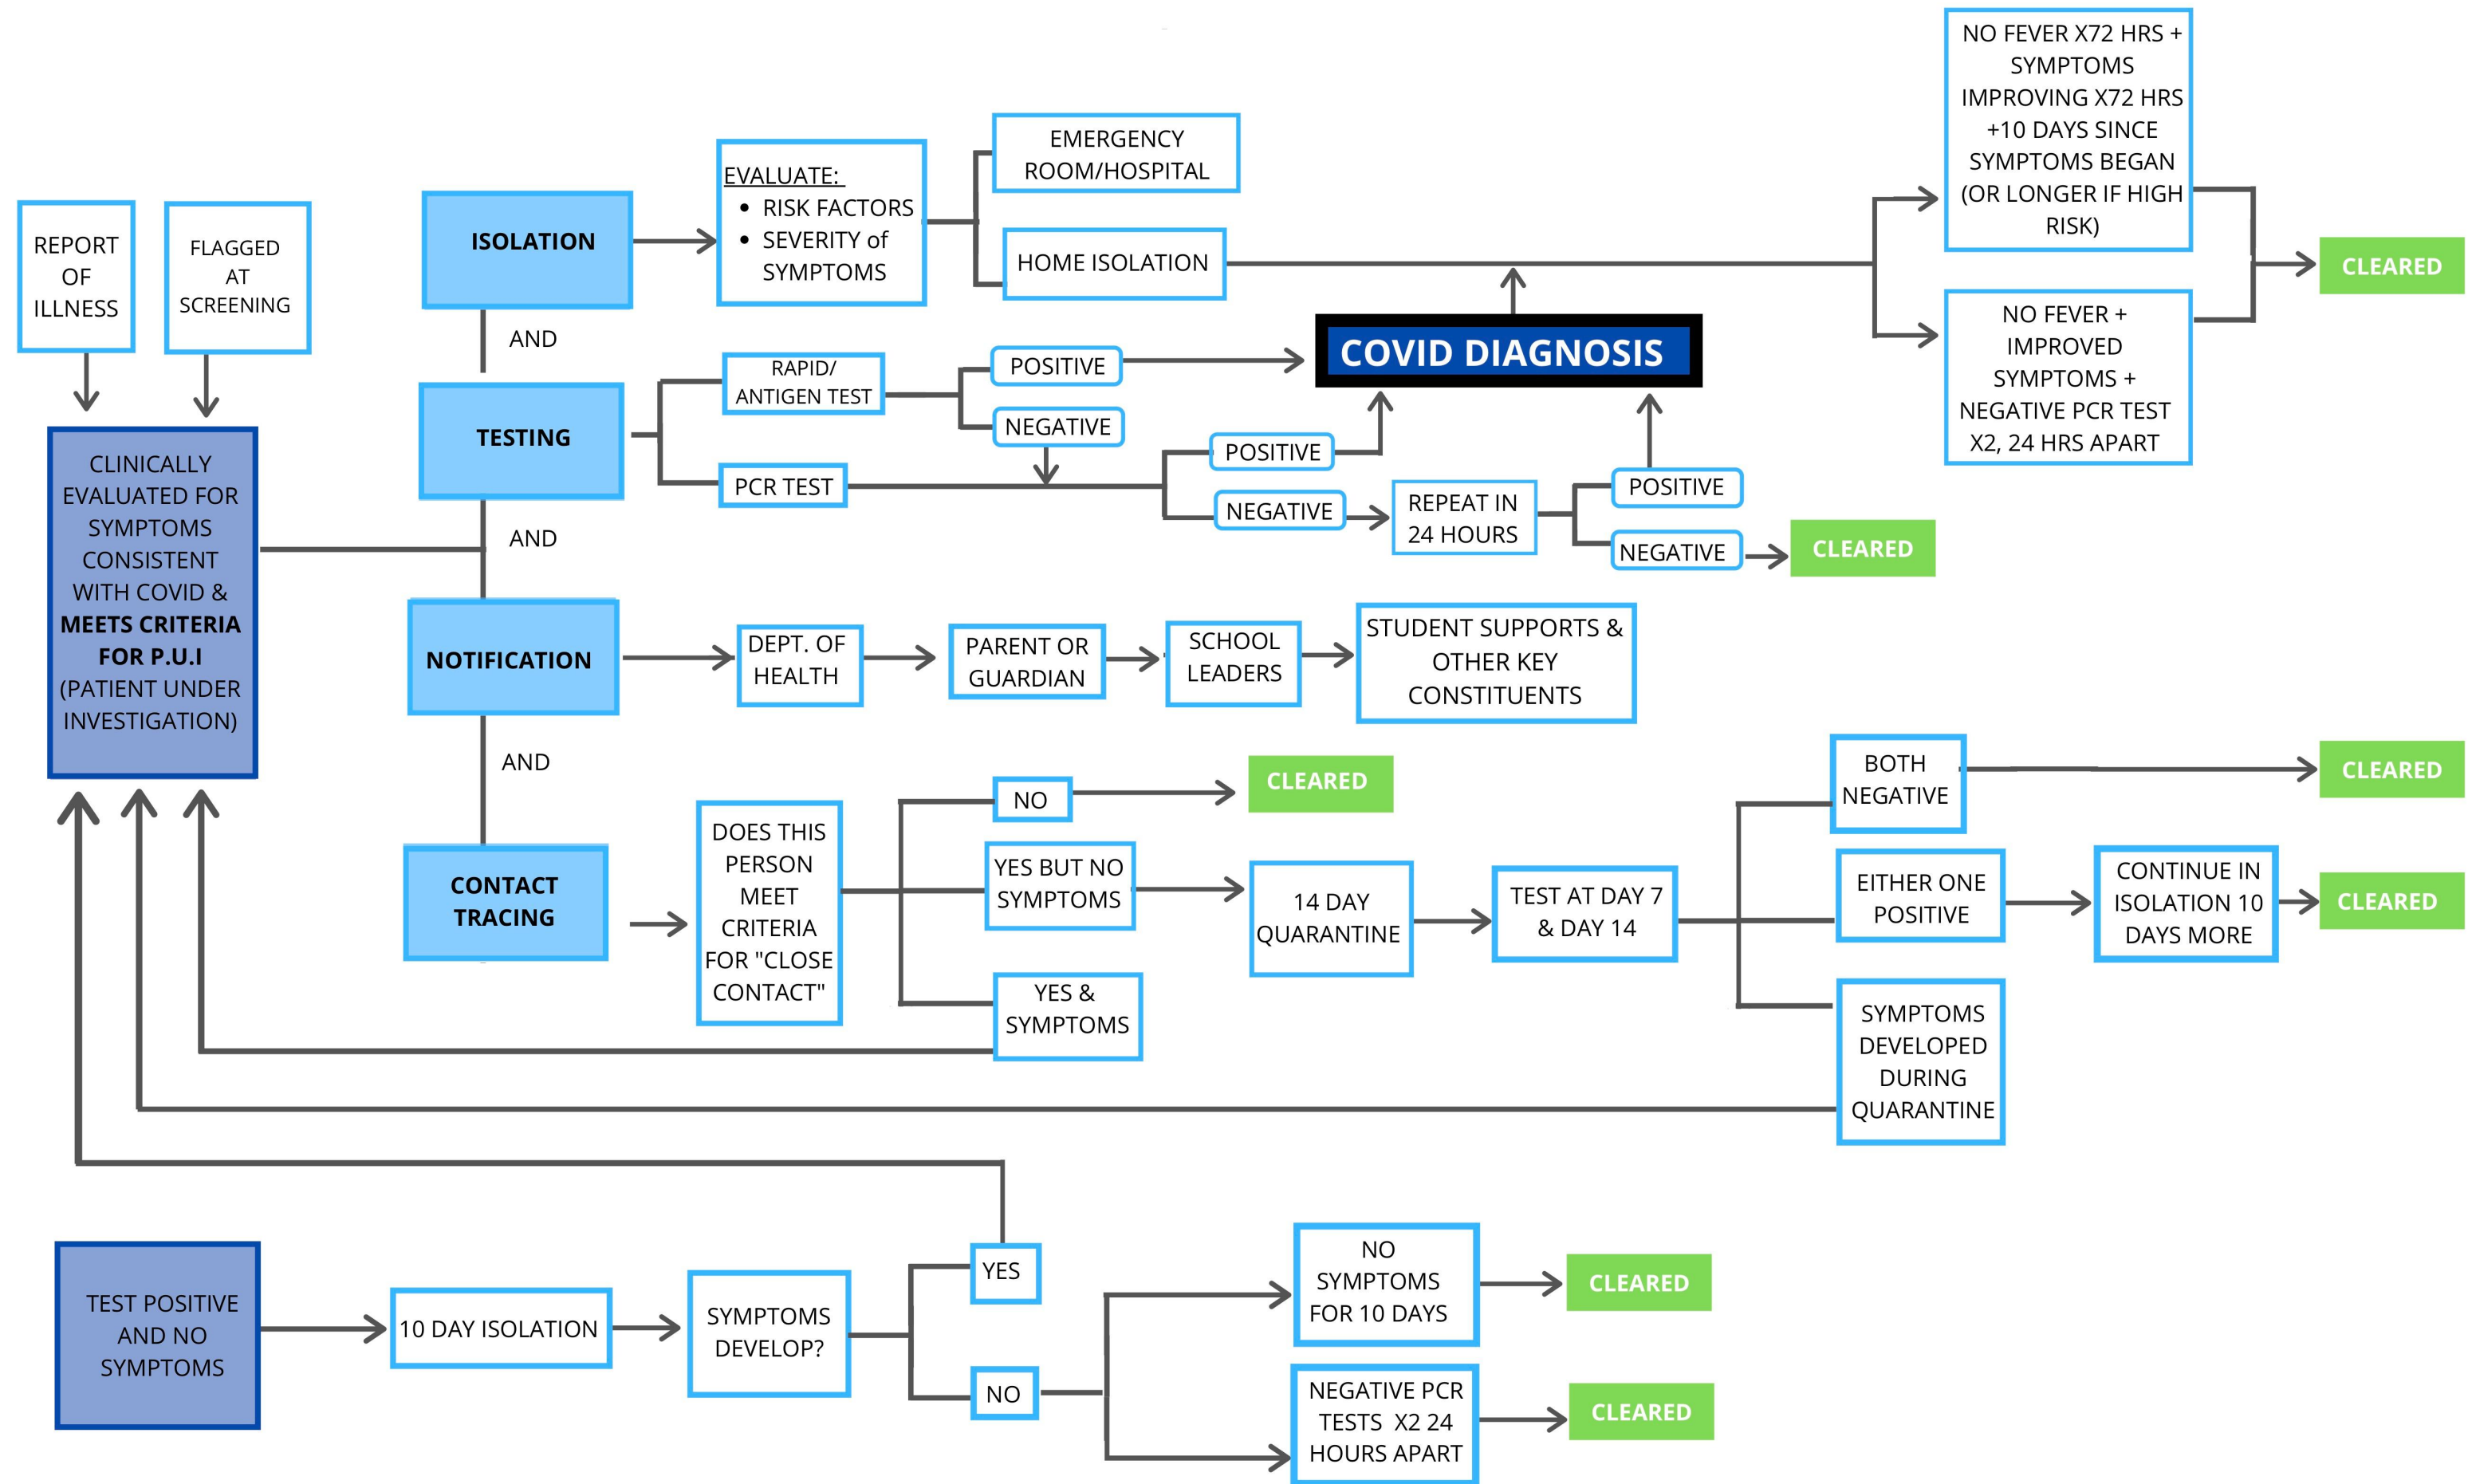 REPORT
OF
ILLNESS
FLAGGED
AT
SCREENING
CLINICALLY
EVALUATED FOR
SYMPTOMS
CONSISTENT
WITH COVID &
MEETS CRITERIA
FOR P.U.I
(PATIENT UNDER
INVESTIGATION)
ISOLATION
AND
TESTING
AND
NOTIFICATION
AND
CONTACT
TRACING
EVALUATE:
• RISK FACTORS
• SEVERITY of
SYMPTOMS
EMERGENCY
ROOM/HOSPITAL
HOME ISOLATION
NO FEVER X72 HRS +
SYMPTOMS
IMPROVING X72 HRS
+10 DAYS SINCE
SYMPTOMS BEGAN
(OR LONGER IF HIGH
RISK)
NO FEVER +
IMPROVED
SYMPTOMS +
NEGATIVE PCR TEST
X2, 24 HRS APART
CLEARED
RAPID/
ANTIGEN TEST
POSITIVE
NEGATIVE
COVID DIAGNOSIS
PCR TEST
POSITIVE
NEGATIVE
REPEAT IN
24 HOURS
POSITIVE
NEGATIVE
CLEARED
DEPT. OF
HEALTH
PARENT OR
GUARDIAN
SCHOOL
LEADERS
STUDENT SUPPORTS &
OTHER KEY
CONSTITUENTS
DOES THIS
PERSON
MEET
CRITERIA
FOR "CLOSE
CONTACT"
NO
CLEARED
YES BUT NO
SYMPTOMS
14 DAY
QUARANTINE
TEST AT DAY 7
& DAY 14
BOTH
NEGATIVE
CLEARED
EITHER ONE
POSITIVE
CONTINUE IN
ISOLATION 10
DAYS MORE
CLEARED
SYMPTOMS
DEVELOPED
DURING
QUARANTINE
YES &
SYMPTOMS
TEST POSITIVE
AND NO
SYMPTOMS
10 DAY ISOLATION
SYMPTOMS
DEVELOP?
YES
NO
NO
SYMPTOMS
FOR 10 DAYS
CLEARED
NEGATIVE PCR
TESTS X2 24
HOURS APART
CLEARED